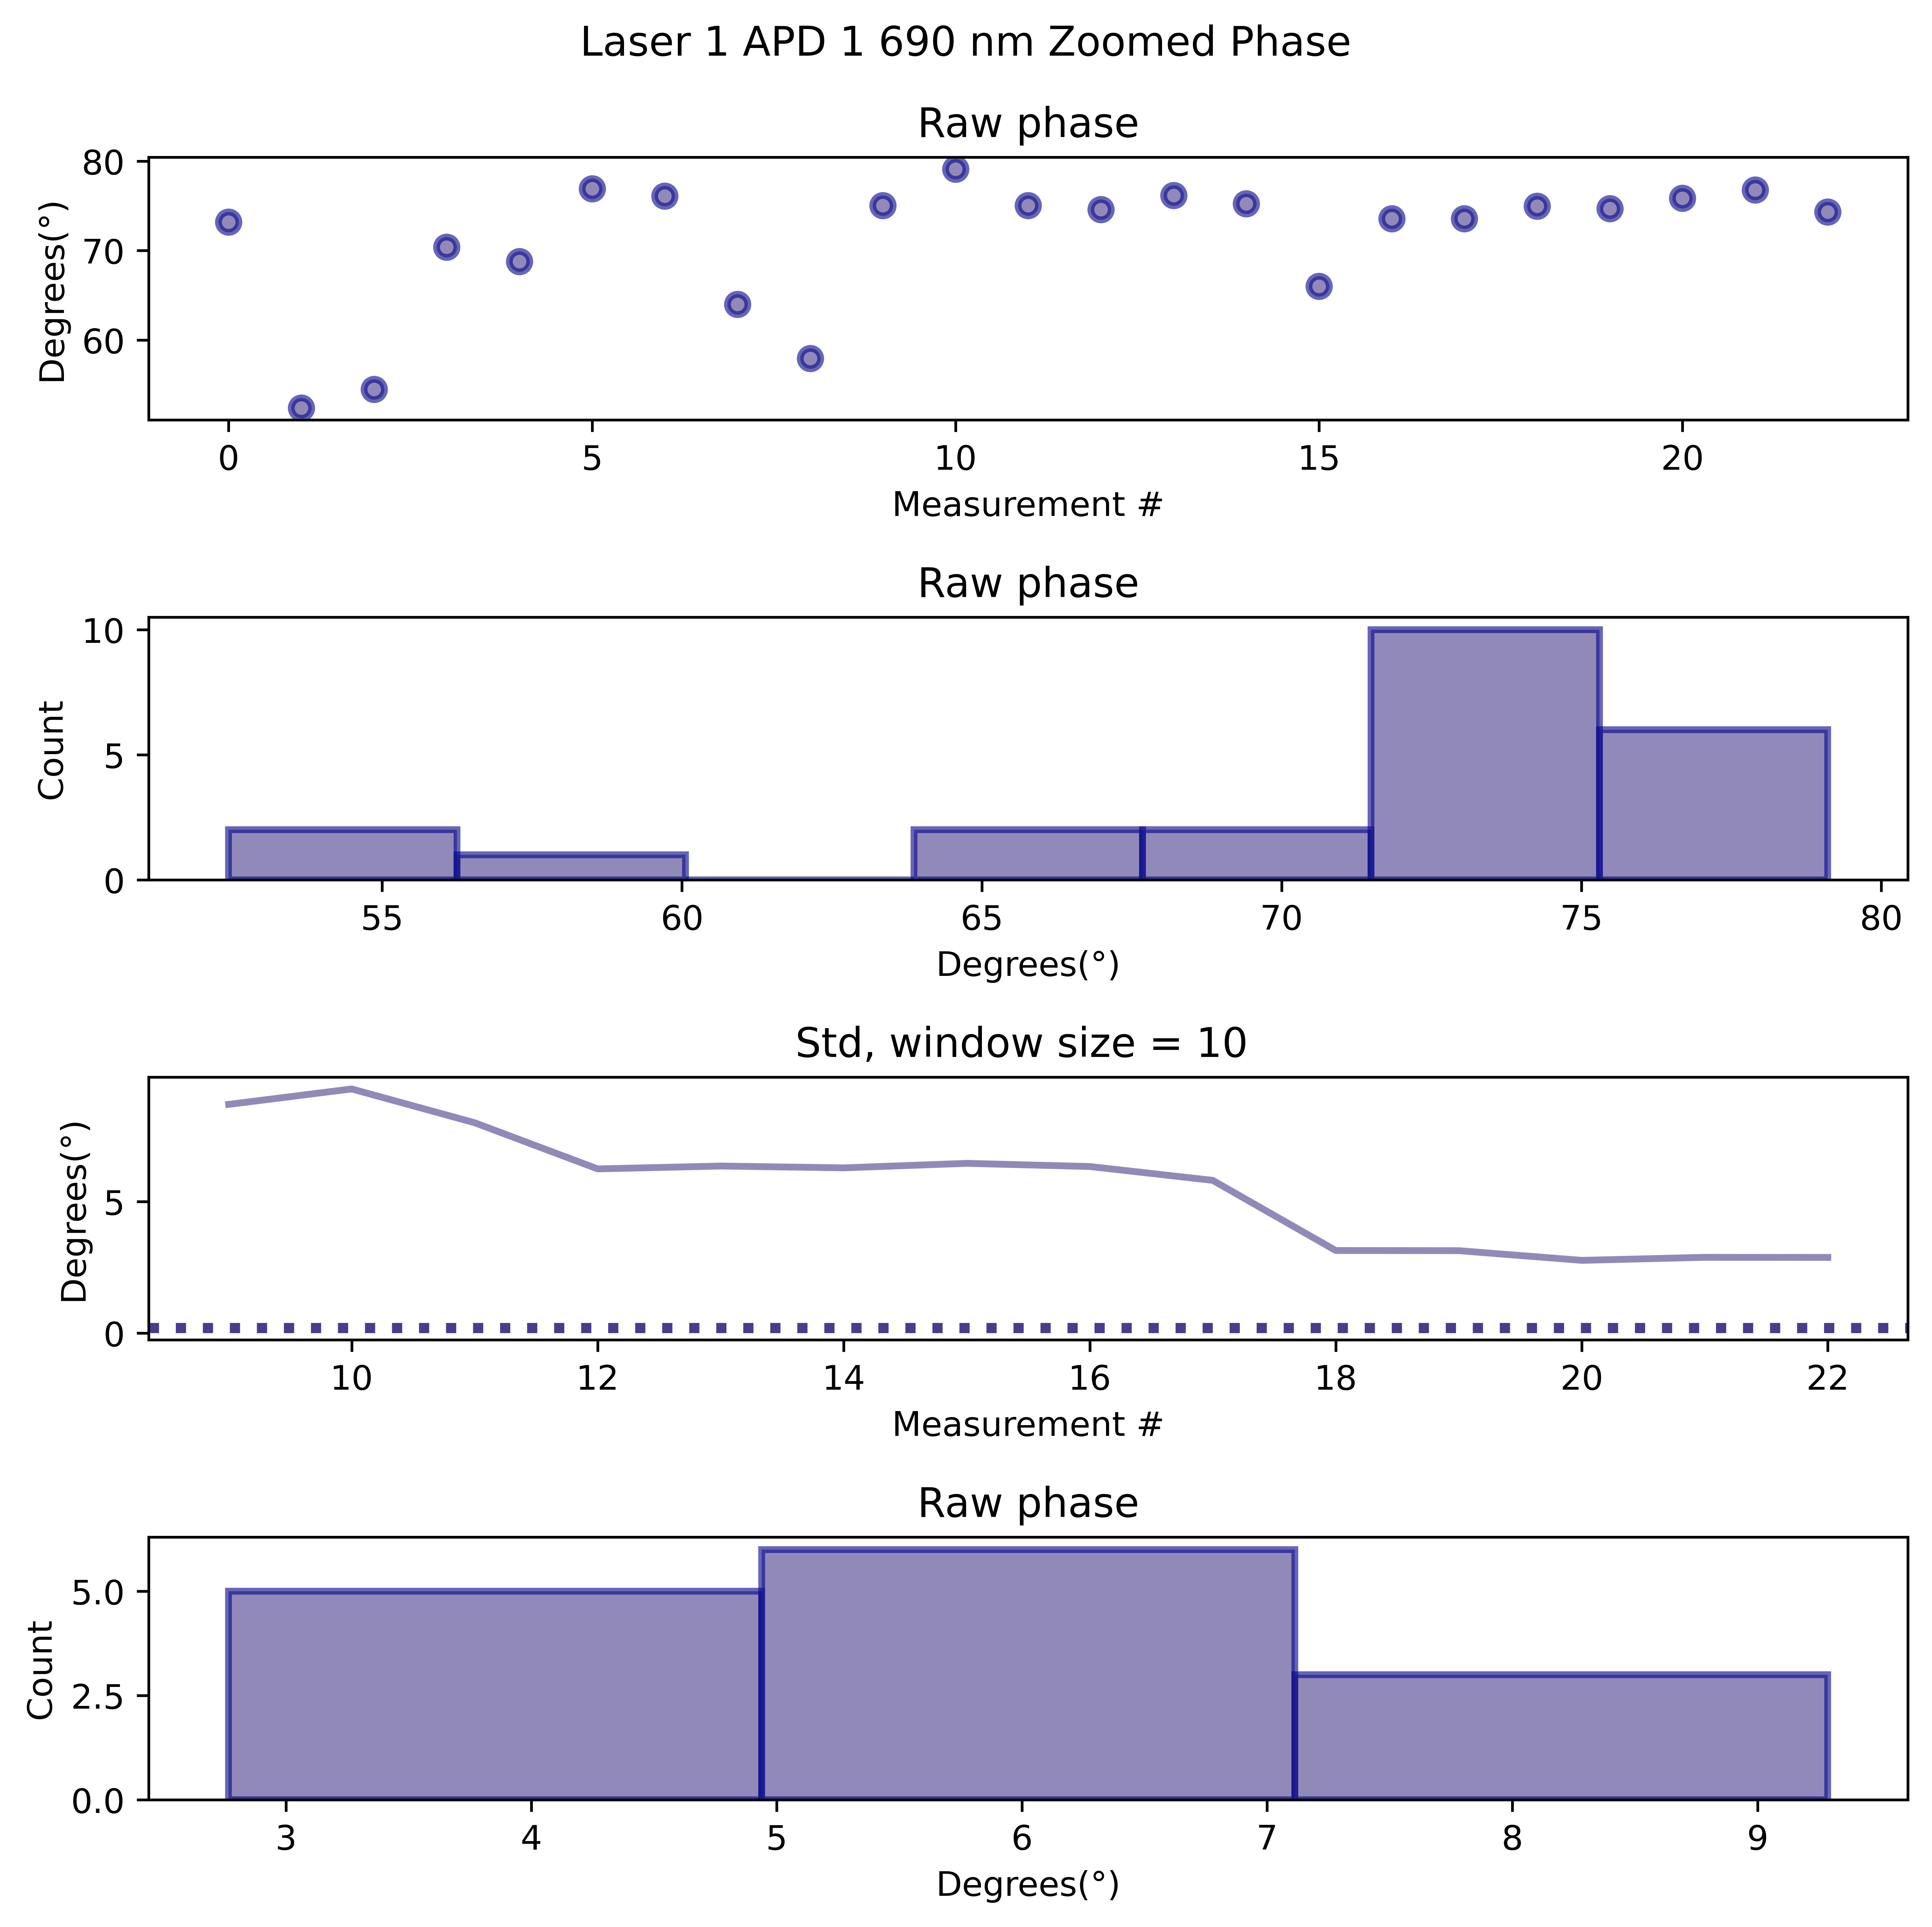 Laser 1 APD 1 690 nm Zoomed Phase
Raw phase
80
70
60
Degrees(°)
0 5 10 15 20
Measurement #
Raw phase
10
5
0
Count
55 60 65 70 75 80
Degrees(°)
Std, window size = 10
5
0
Degrees(°)
10 12 14 16 18 20 22
Measurement #
Raw phase
5.0
2.5
0.0
Count
3 4 5 6 7 8 9
Degrees(°)